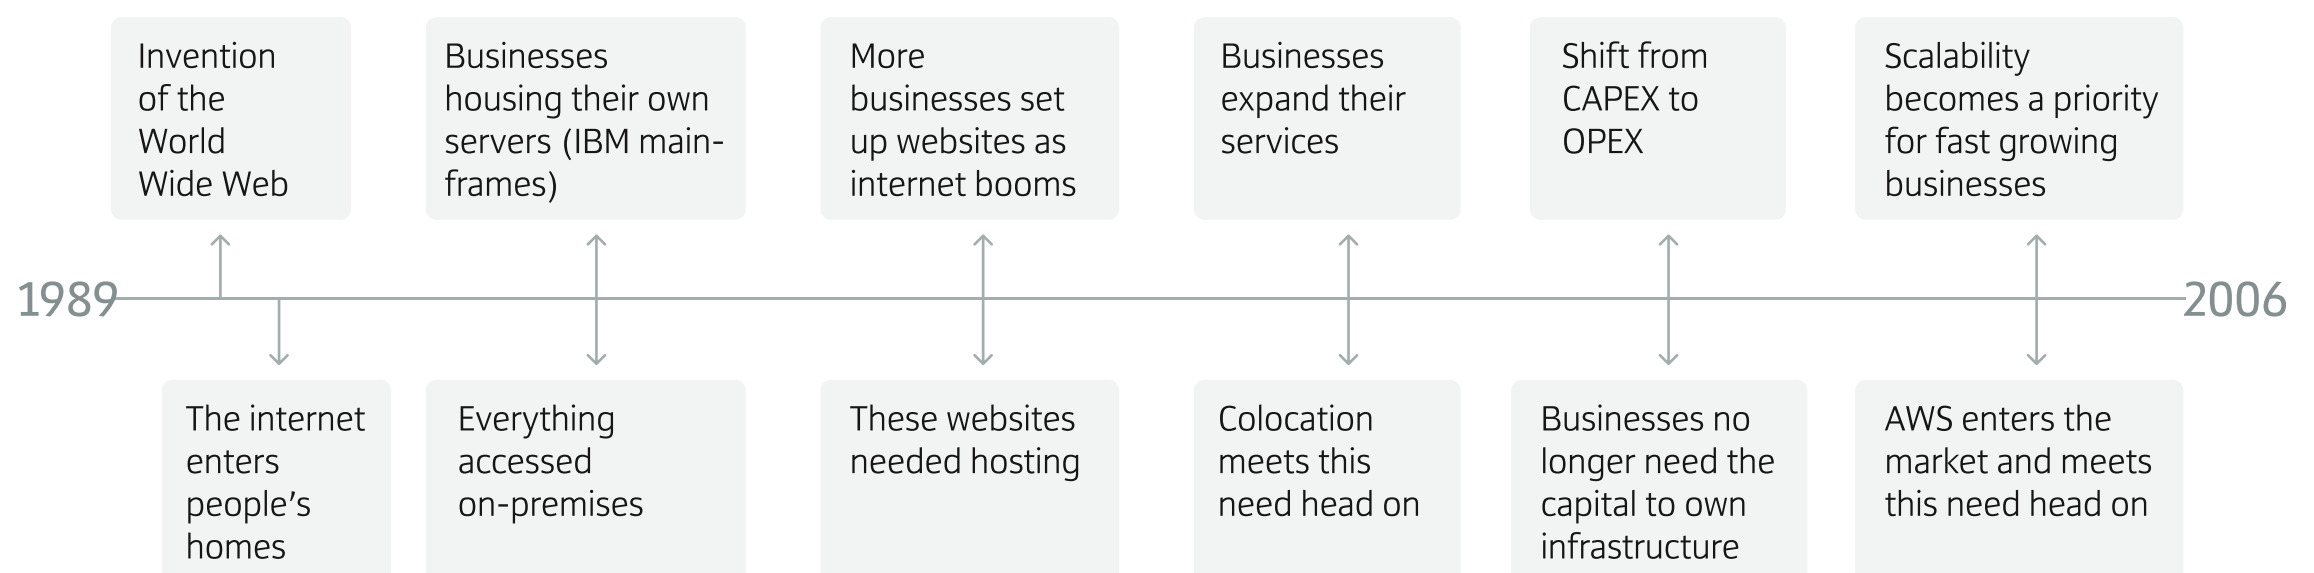 Invention
of the
World
Wide Web
Businesses
housing their own
servers (IBM main-
frames)
More
businesses set
up websites as
internet booms
Businesses
expand their
services
Shift from
CAPEX to
OPEX
Scalability
becomes a priority
for fast growing
businesses
1989
2006
The internet
enters
people’s
homes
Everything
accessed
on-premises
These websites
needed hosting
Colocation
meets this
need head on
Businesses no
longer need the
capital to own
infrastructure
AWS enters the
market and meets
this need head on